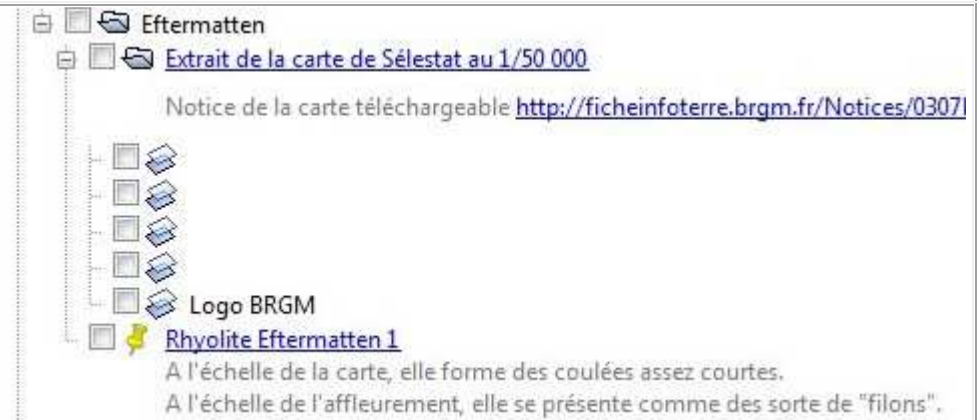 Eftermatten
Extrait de la carte de Sélestat au 1/50 000
Notice de la carte téléchargeable http://ficheinfoterre.brgm.fr/Notices/0307
Logo BRGM
Rhyolite Eftermatten 1
A l'échelle de la carte, elle forme des coulées assez courtes.
A l'échelle de l'affleurement, elle se présente comme des sorte de "filons".